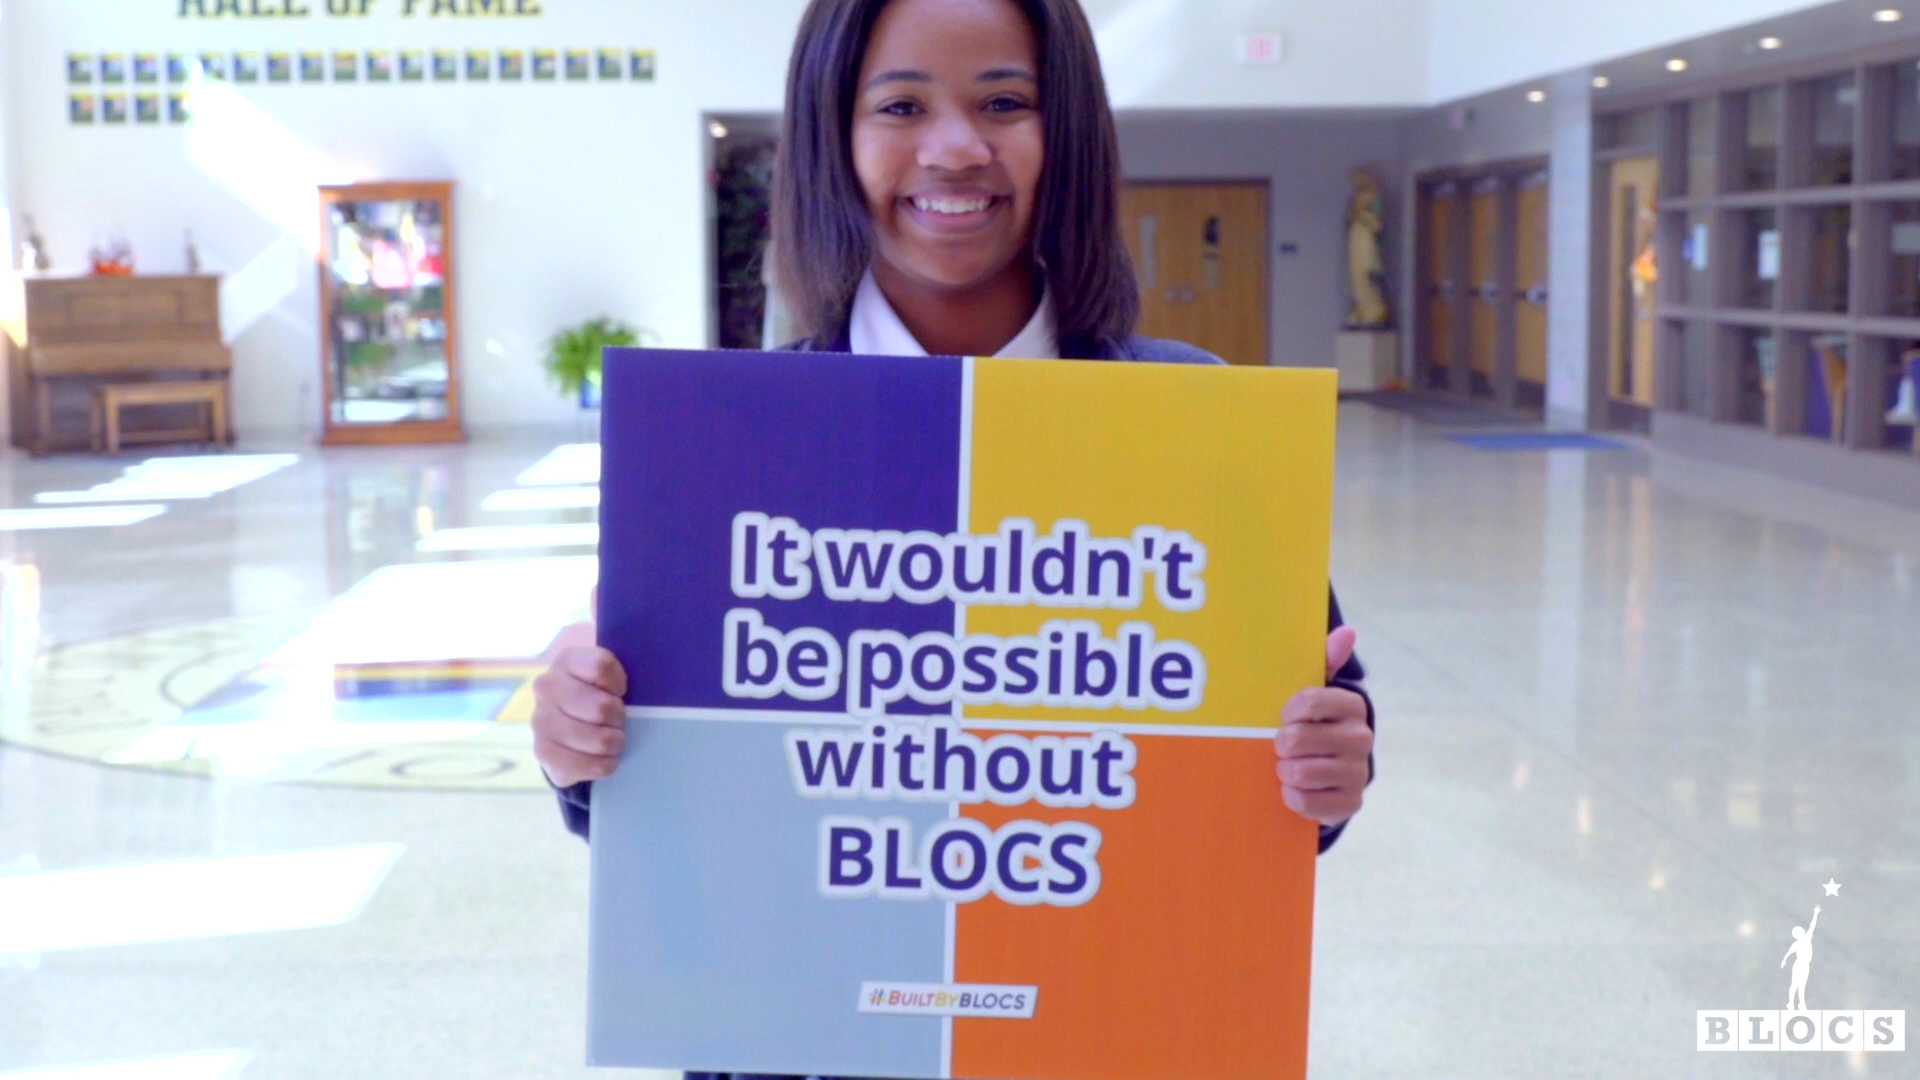 HALL OF FAME
It wouldn't
be possible
without
BLOCS
#BUILTBYBLOCS
BLOCS